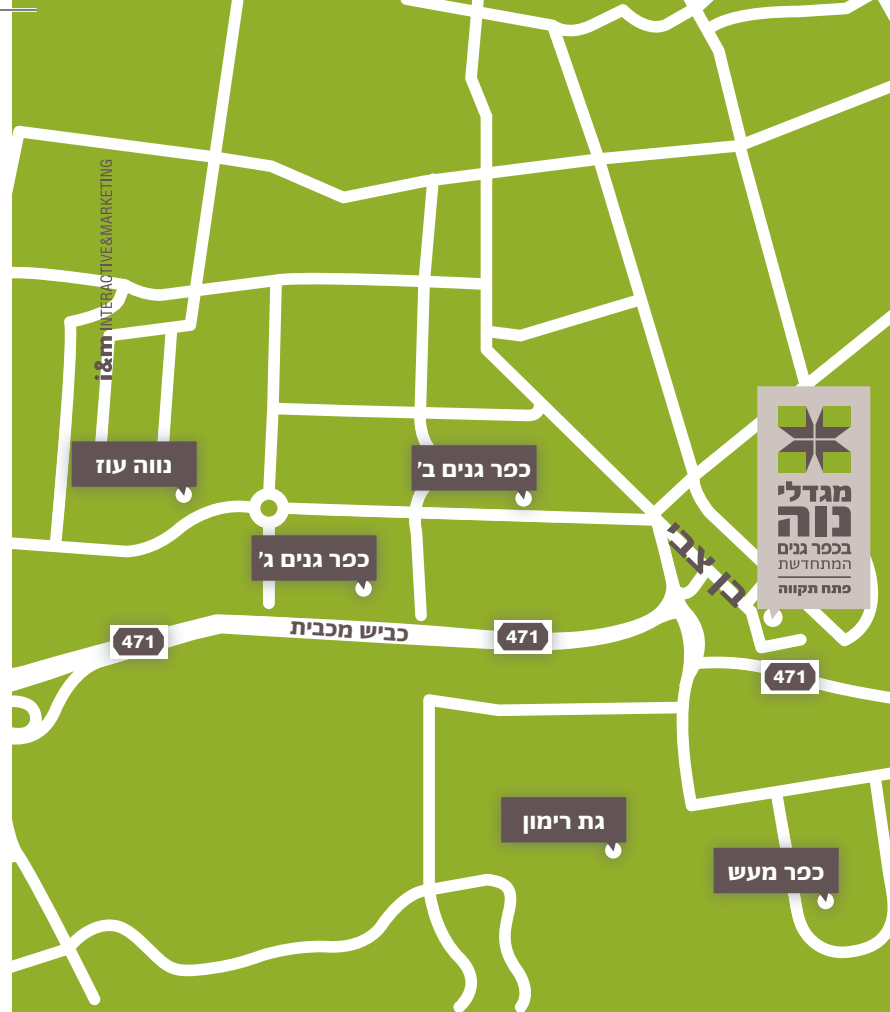 i&m INTERACTIVE&MARKETING
נווה עוז
כפר גנים ב'
כפר גנים ג'
בן צבי
מגדלי
נוה
בכפר גנים
המתחדשת
פתח תקווה
471
כביש מכבית
471
471
גת רימון
כפר מעש